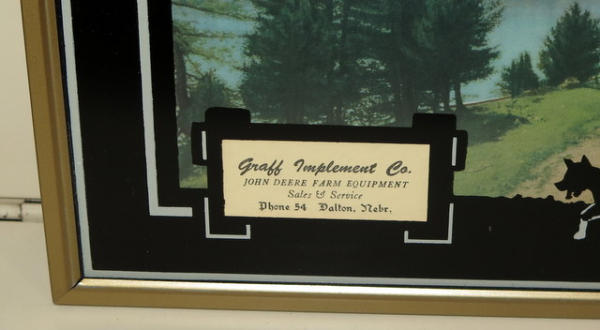 Graff Implement Co.
JOHN DEERE FARM EQUIPMENT
Sales & Service
Phone 54 Dalton, Nebr.